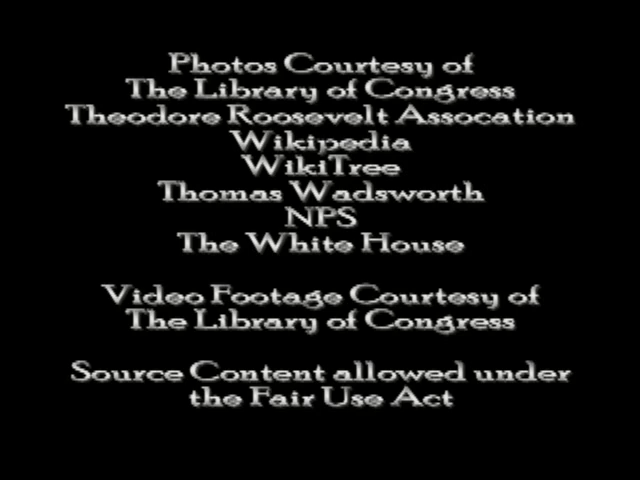 Photos Courtesy of
The Library of Congress
Theodore Roosevelt Assocation
Wikipedia
WikiTree
Thomas Wadsworth
NPS
The White House
Video Footage Courtesy of
The Library of Congress
Source Content allowed under
the Fair Use Act